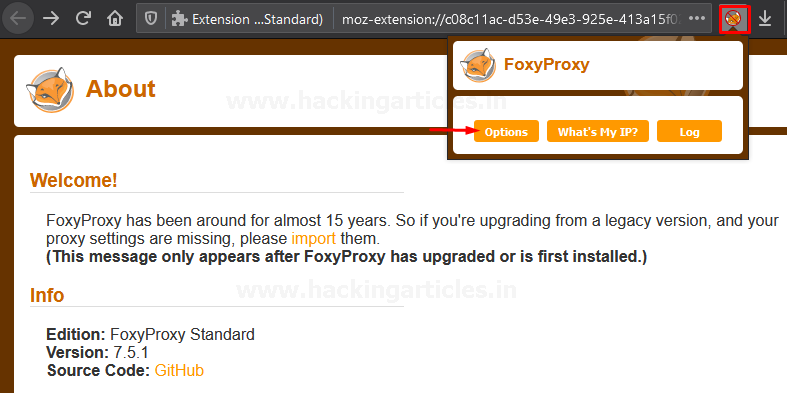 Extension ...Standard)
moz-extension://c08c11ac-d53e-49e3-925e-413a15f0
FoxyProxy
Options
What's My IP?
Log
About
www.hackingarticles.in
Welcome!
FoxyProxy has been around for almost 15 years. So if you're upgrading from a legacy version, and your
proxy settings are missing, please import them.
(This message only appears after FoxyProxy has upgraded or is first installed.)
Info
www.hackingarticles.in
Edition: FoxyProxy Standard
Version: 7.5.1
Source Code: GitHub